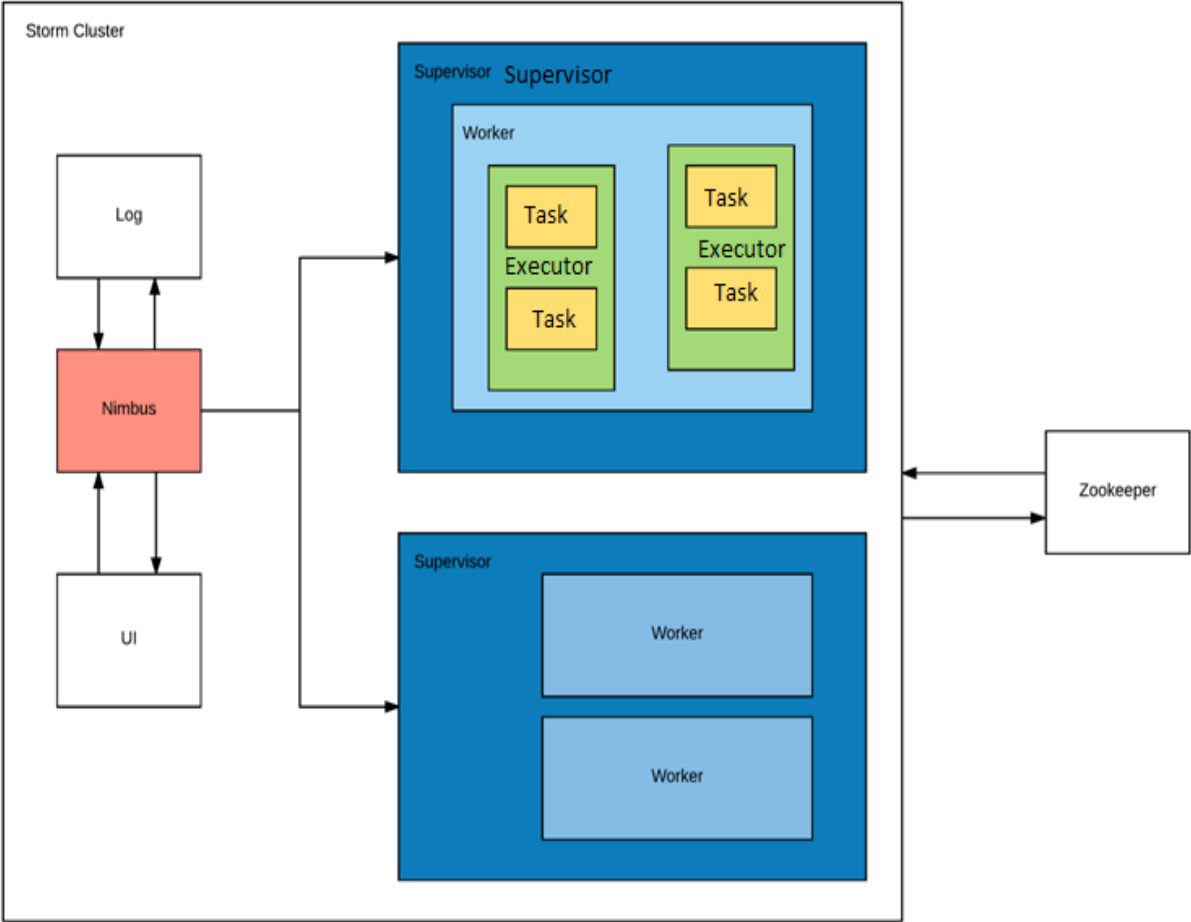 Storm Cluster
Supervisor Supervisor
Worker
Task
Executor
Task
Task
Executor
Task
Log
Nimbus
UI
Supervisor
Worker
Worker
Zookeeper